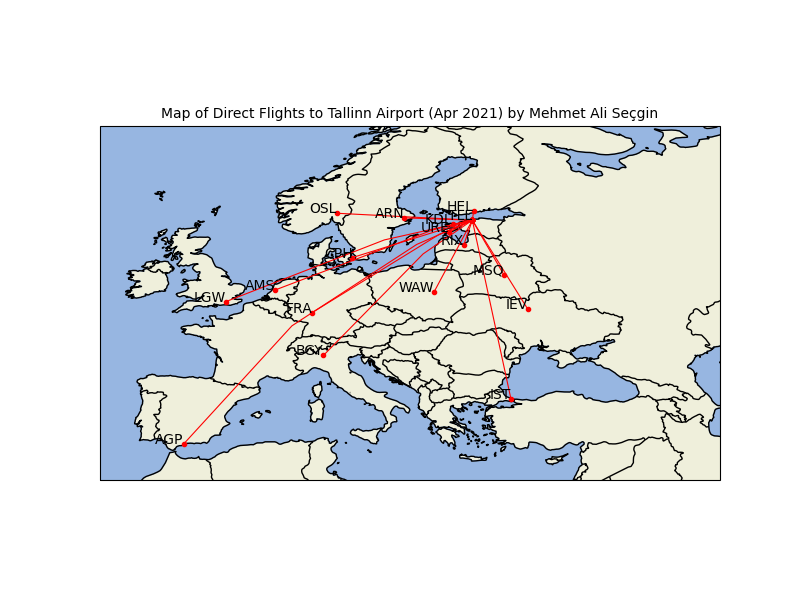 Map of Direct Flights to Tallinn Airport (Apr 2021) by Mehmet Ali Seçgin
HEL
OSL
ARN
KDL
URE
RIX
CPH
MSQ
AMS
WAW
LGW
FRA
IEV
BGY
IST
AGP